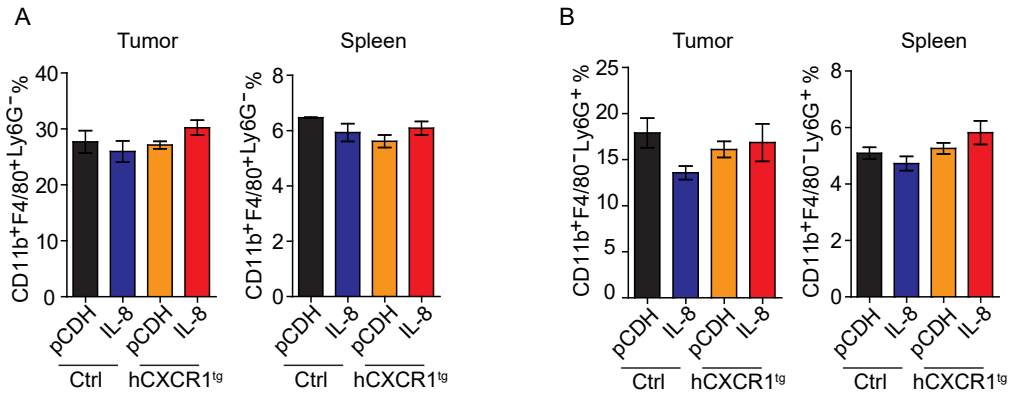 A
Tumor
CD11b⁺F4/80⁺Ly6G⁻ %
40
30
20
10
0
pCDH
IL-8
pCDH
IL-8
Ctrl
hCXCR1ᵗᵍ
Spleen
CD11b⁺F4/80⁺Ly6G⁻ %
8
6
4
2
0
pCDH
IL-8
pCDH
IL-8
Ctrl
hCXCR1ᵗᵍ
B
Tumor
CD11b⁺F4/80⁻Ly6G⁺ %
25
20
15
10
5
0
pCDH
IL-8
pCDH
IL-8
Ctrl
hCXCR1ᵗᵍ
Spleen
CD11b⁺F4/80⁻Ly6G⁺ %
8
6
4
2
0
pCDH
IL-8
pCDH
IL-8
Ctrl
hCXCR1ᵗᵍ